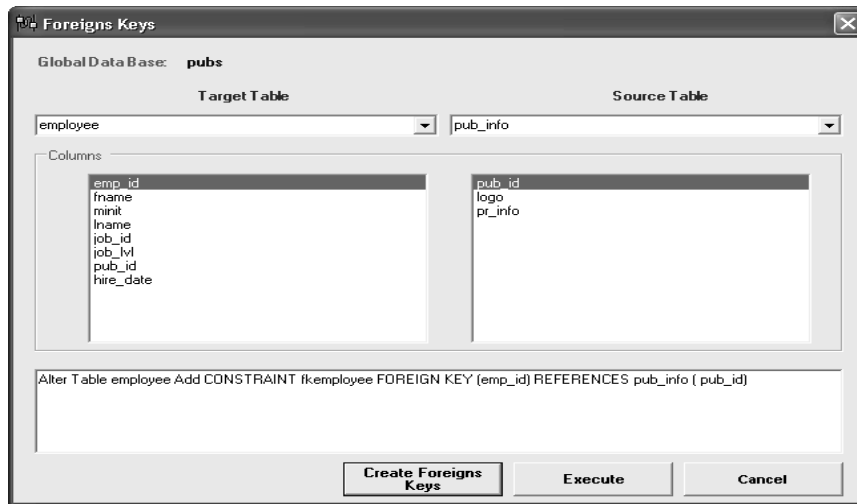 Foreigns Keys
Global Data Base: pubs
Target Table
Source Table
employee
pub_info
Columns
emp_id
fname
minit
lname
job_id
job_lvl
pub_id
hire_date
pub_id
logo
pr_info
Alter Table employee Add CONSTRAINT fkemployee FOREIGN KEY (emp_id) REFERENCES pub_info ( pub_id)
Create Foreigns
Keys
Execute
Cancel